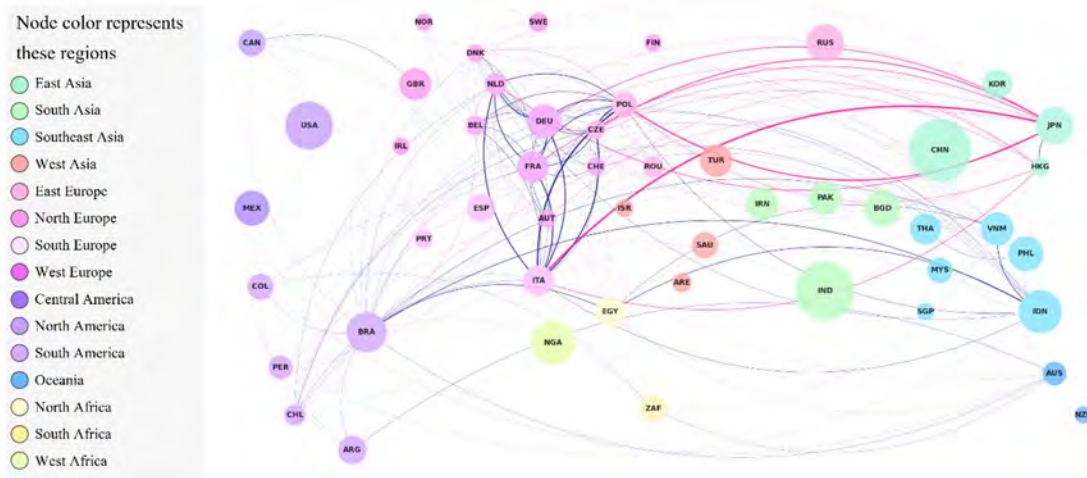 Node color represents
these regions
East Asia
South Asia
Southeast Asia
West Asia
East Europe
North Europe
South Europe
West Europe
Central America
North America
South America
Oceania
North Africa
South Africa
West Africa
NOR
SWE
CAN
FIN
RUS
DNK
NLD
GBR
KOR
USA
POL
DEU
BEL
CZE
JPN
IRL
CHN
FRA
CHE
ROU
TUR
HKG
MEX
ESP
AUT
ISR
IRN
PAK
BGD
PRT
THA
VNM
SAU
PHL
MYS
COL
ITA
ARE
IND
EGY
SGP
IDN
BRA
NGA
PER
AUS
CHL
ZAF
ARG